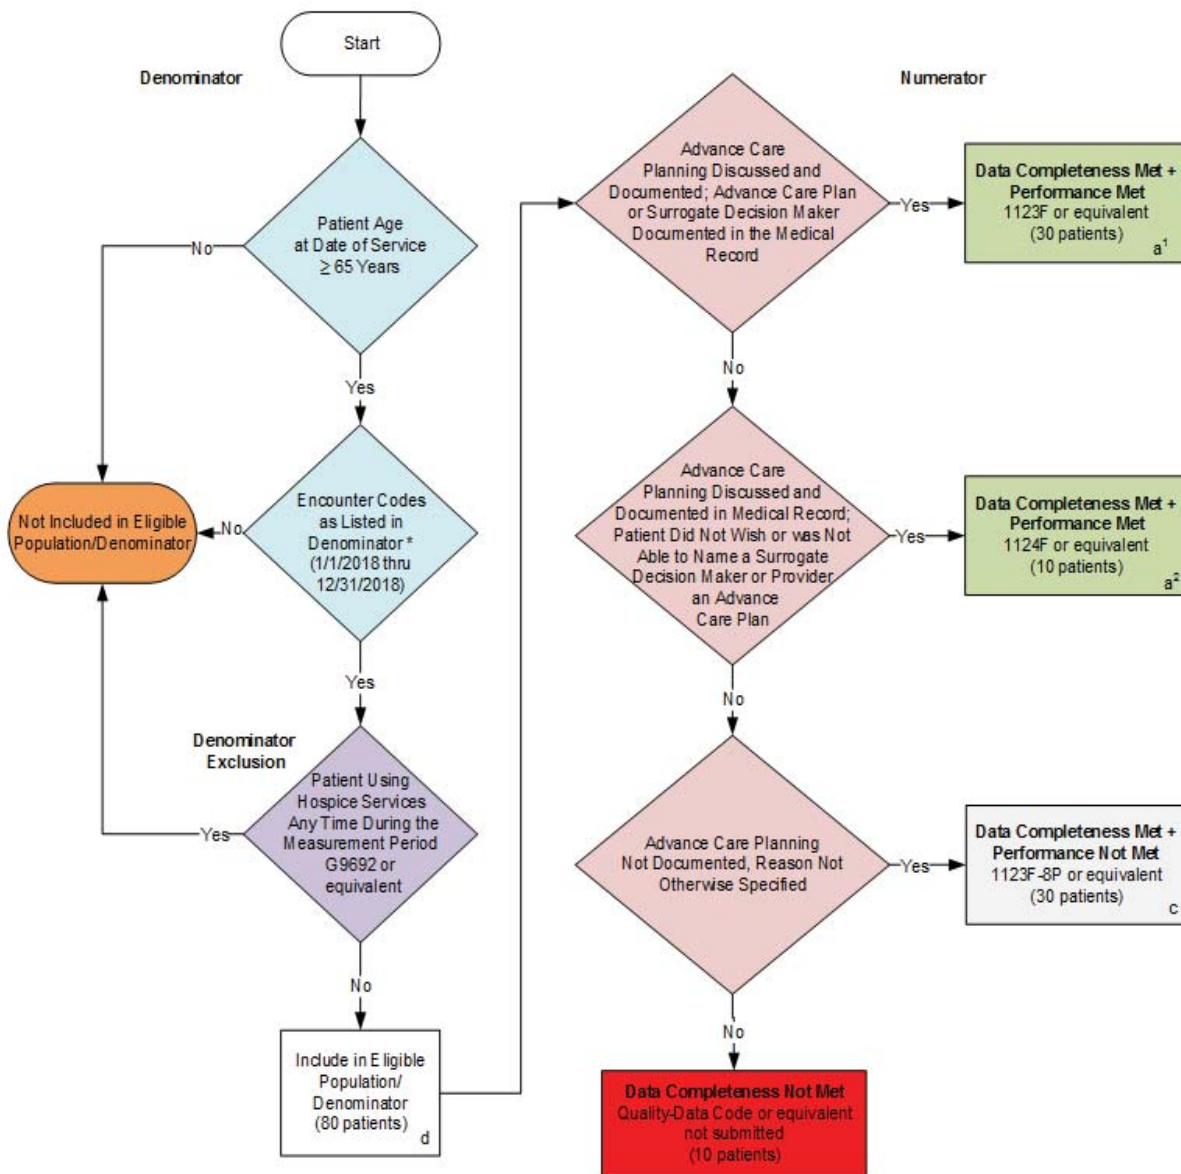 Start
Denominator
Patient Age
at Date of Service
≥ 65 Years
No
Yes
Encounter Codes
as Listed in
Denominator *
(1/1/2018 thru
12/31/2018)
No
Not Included in Eligible
Population/Denominator
Yes
Denominator
Exclusion
Patient Using
Hospice Services
Any Time During the
Measurement Period
G9692 or
equivalent
Yes
No
Include in Eligible
Population/
Denominator
(80 patients)
d
Numerator
Advance Care
Planning Discussed and
Documented; Advance Care Plan
or Surrogate Decision Maker
Documented in the Medical
Record
Yes
Data Completeness Met +
Performance Met
1123F or equivalent
(30 patients)
a¹
No
Advance Care
Planning Discussed and
Documented in Medical Record;
Patient Did Not Wish or was Not
Able to Name a Surrogate
Decision Maker or Provider
an Advance
Care Plan
Yes
Data Completeness Met +
Performance Met
1124F or equivalent
(10 patients)
a²
No
Advance Care Planning
Not Documented, Reason Not
Otherwise Specified
Yes
Data Completeness Met +
Performance Not Met
1123F-8P or equivalent
(30 patients)
c
No
Data Completeness Not Met
Quality-Data Code or equivalent
not submitted
(10 patients)